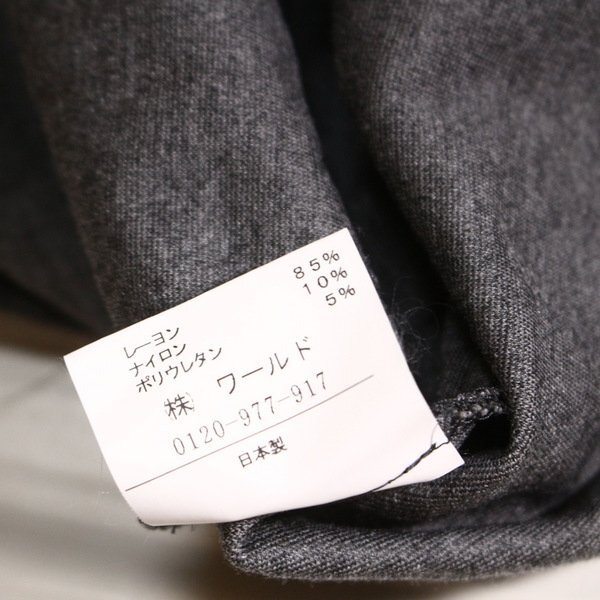 レーヨン 85%
ナイロン 10%
ポリウレタン 5%
(株) ワールド
0120-977-917
日本製